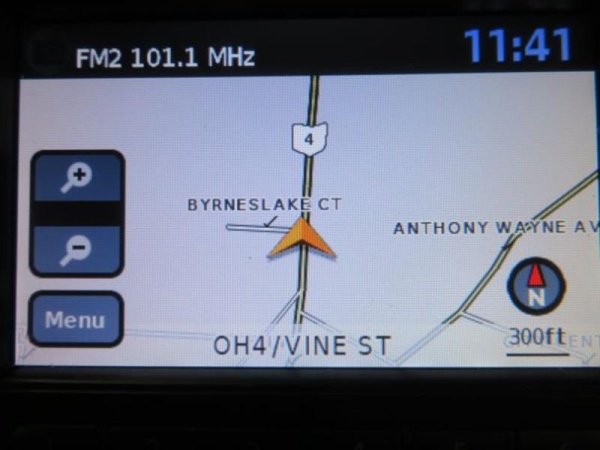 FM2 101.1 MHz
11:41
4
BYRNESLAKE CT
ANTHONY WAYNE AV
N
Menu
OH4/VINE ST
300ft